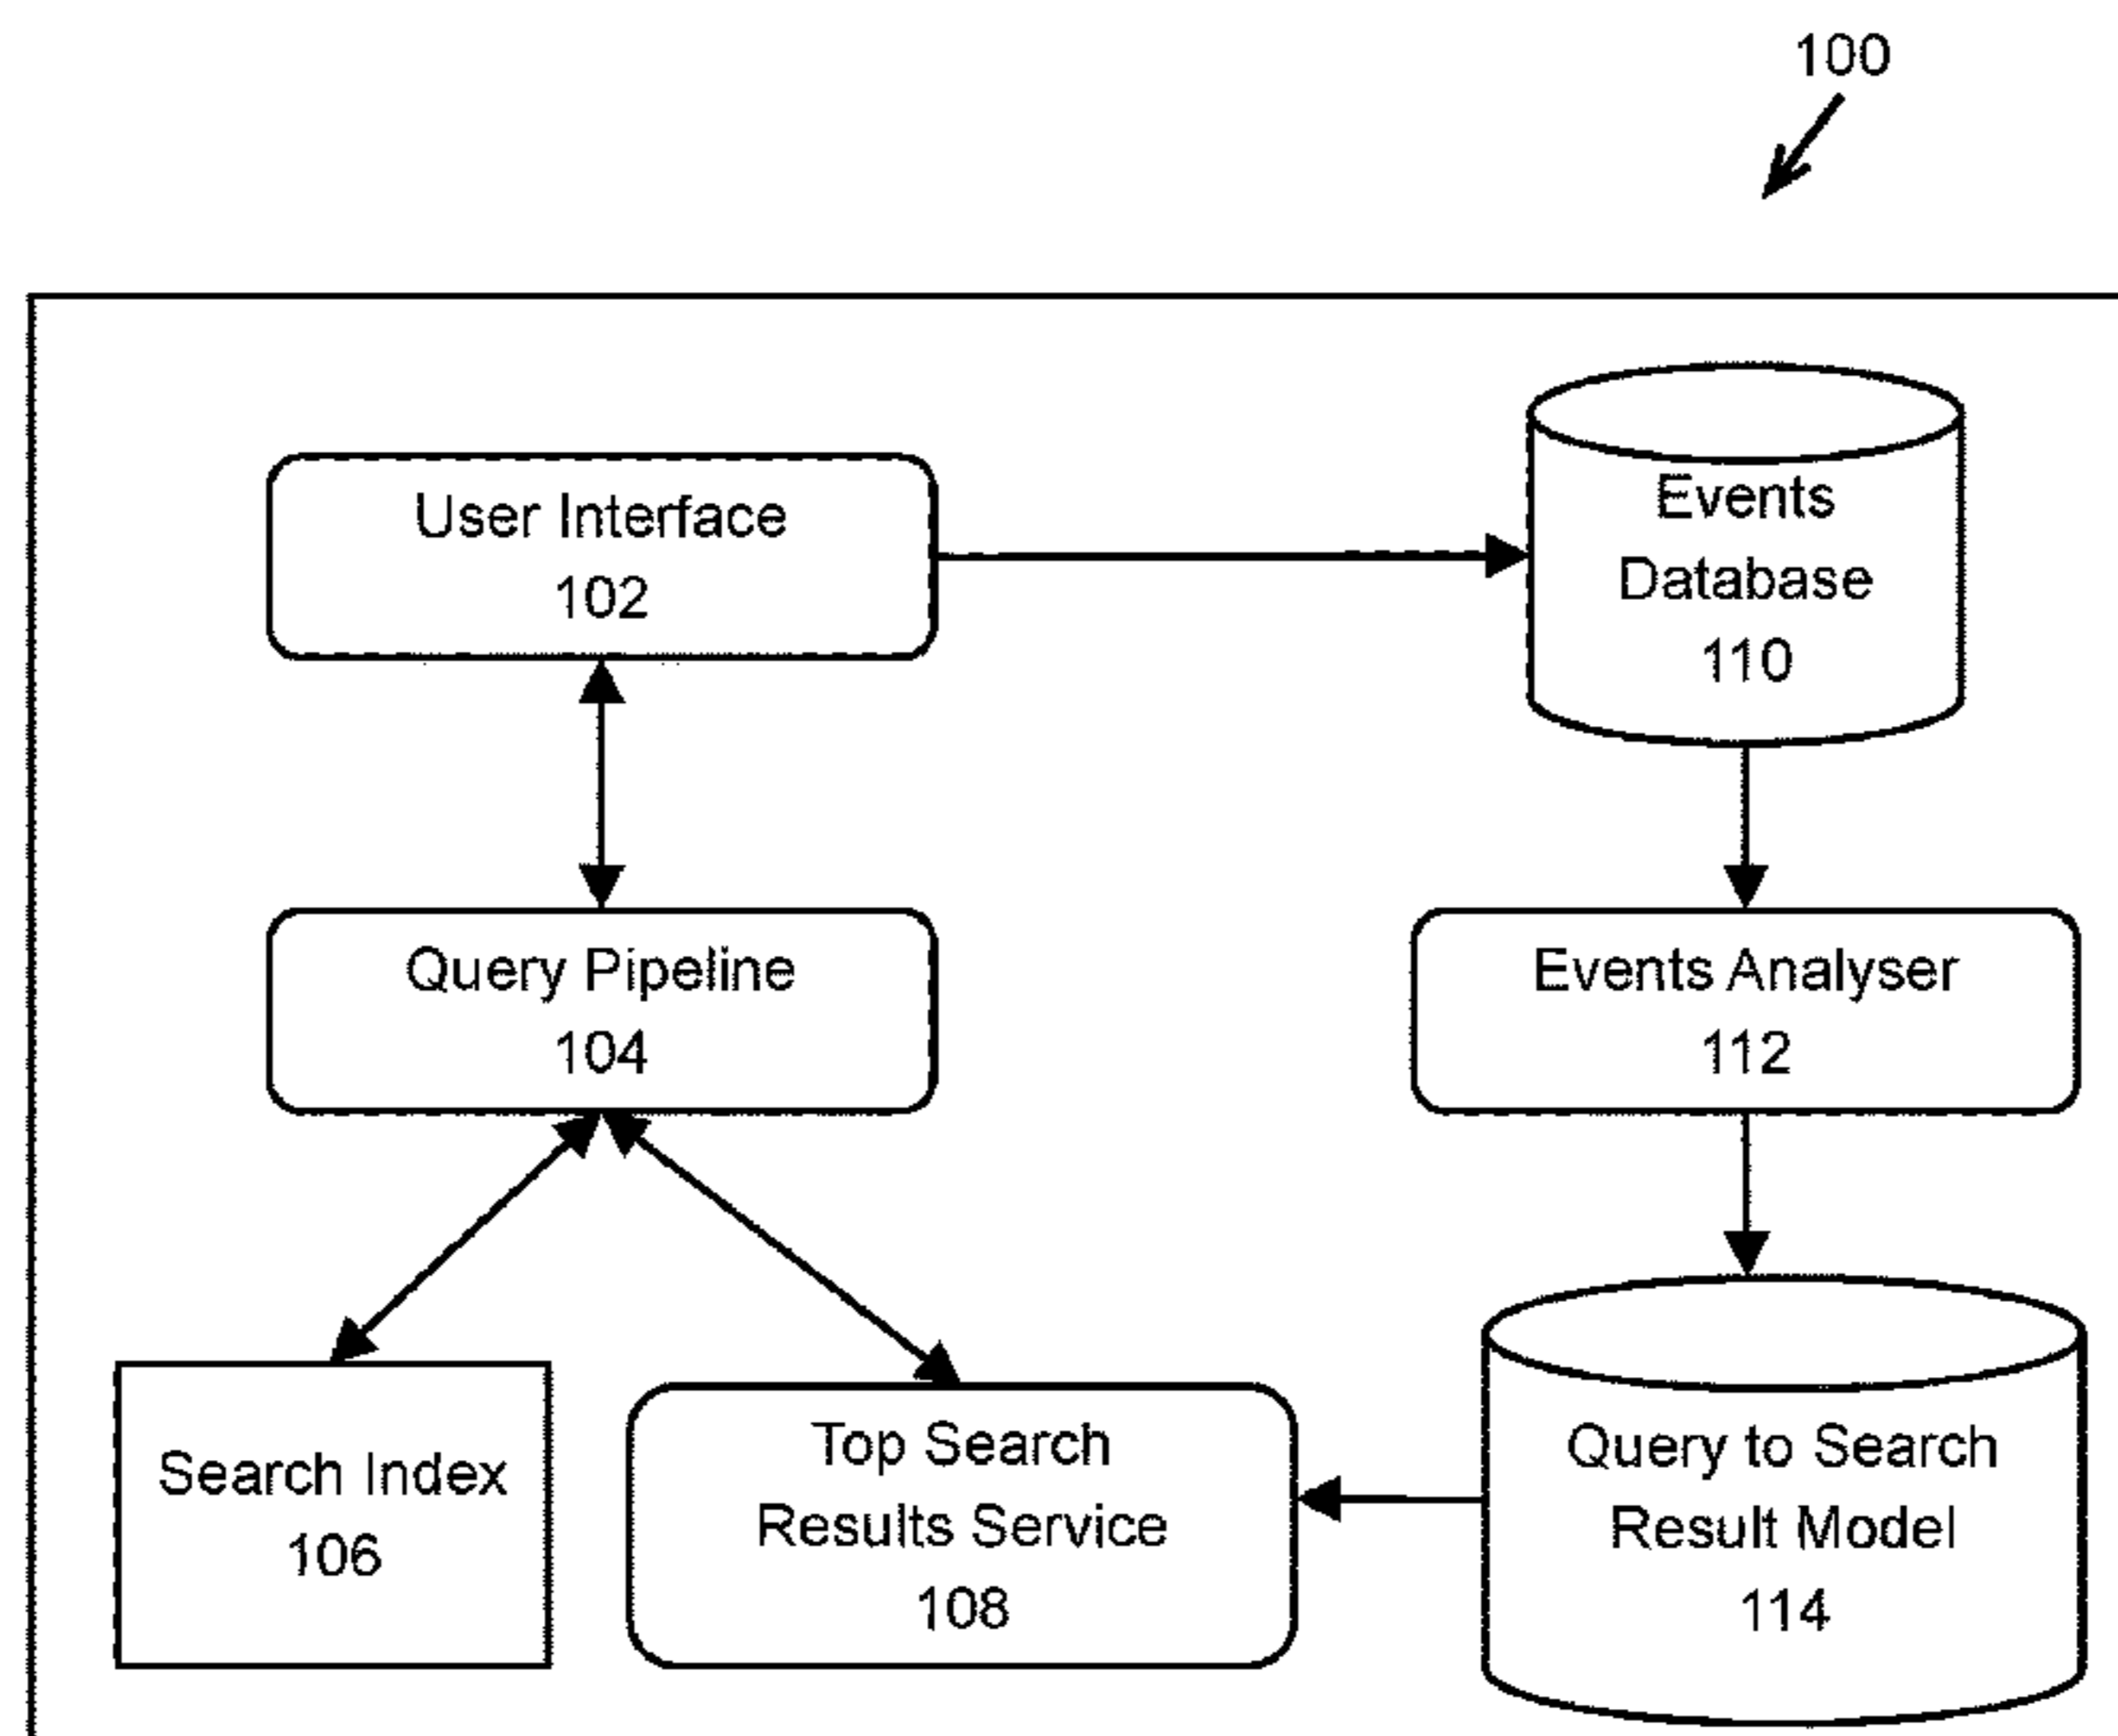 100
User Interface
102
Events
Database
110
Query Pipeline
104
Events Analyser
112
Search Index
106
Top Search
Results Service
108
Query to Search
Result Model
114